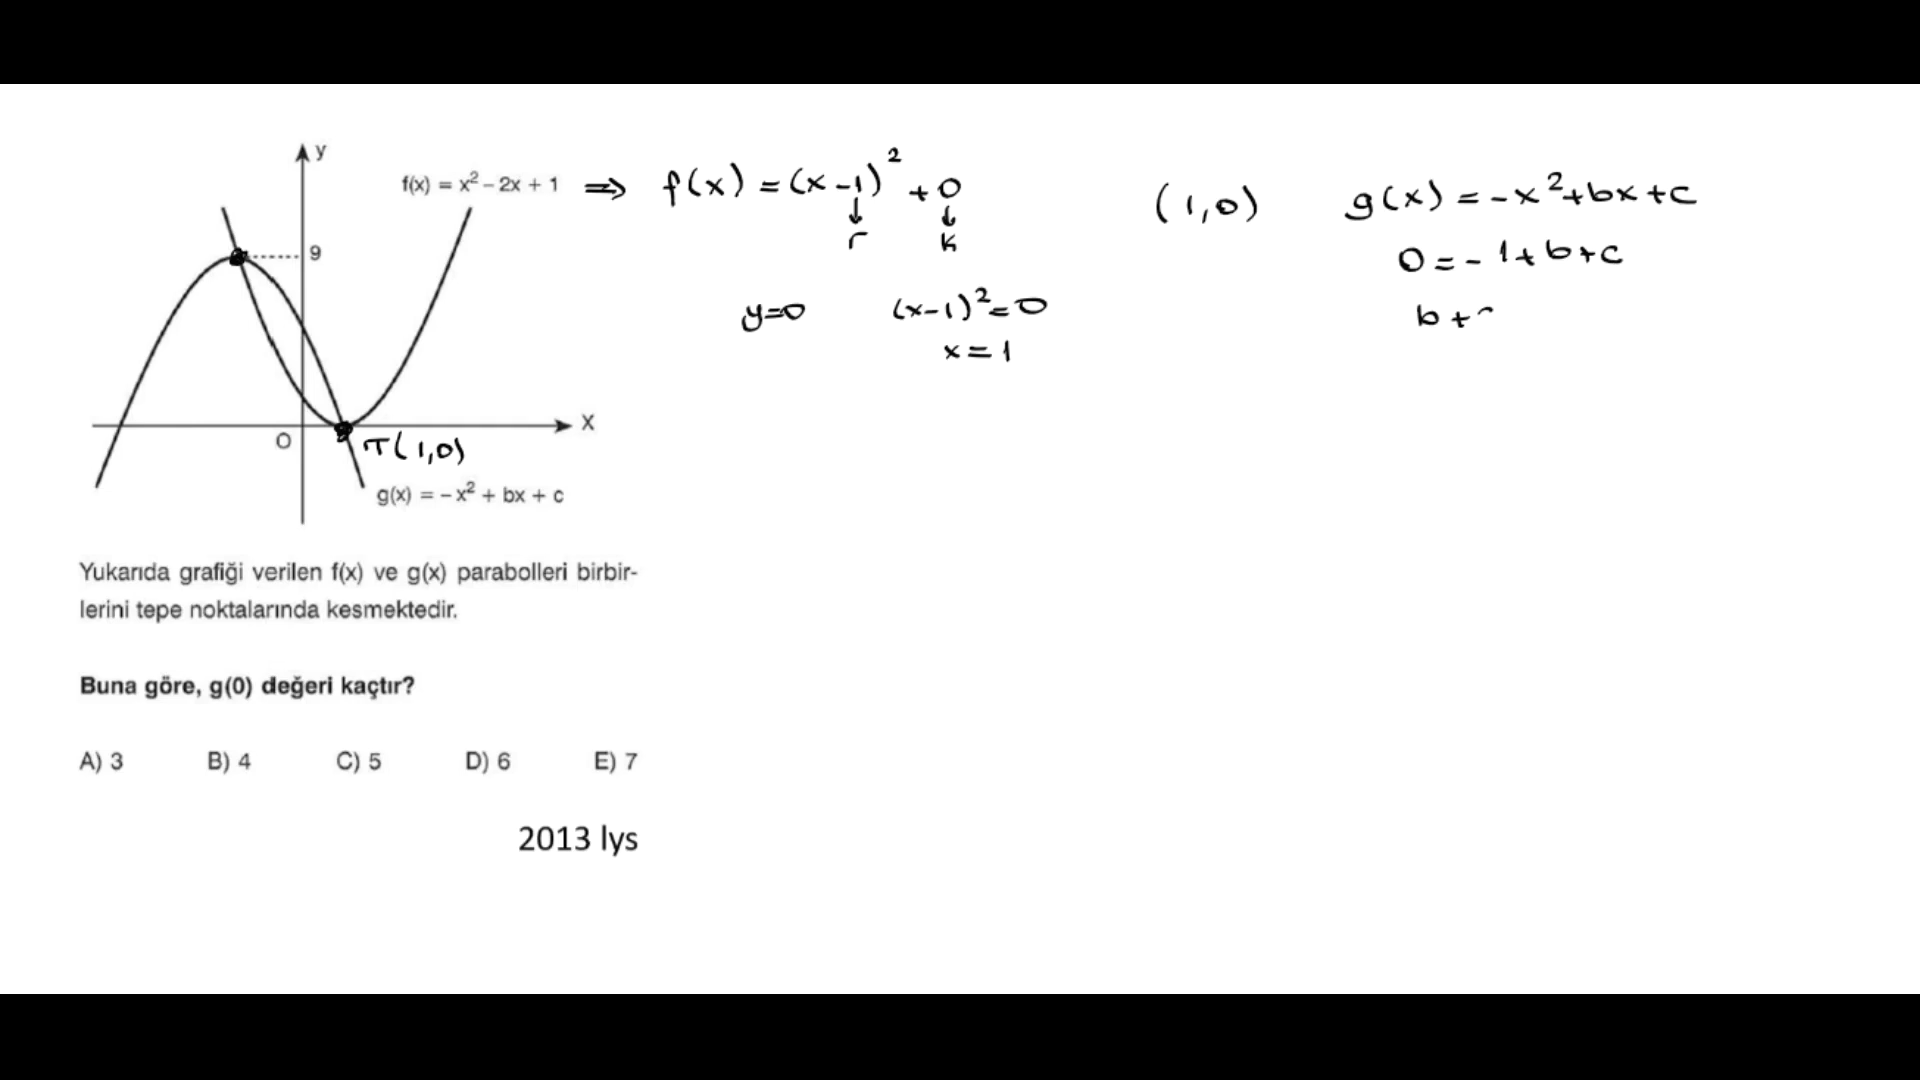 y
f(x) = x² – 2x + 1 ⇒ f(x) = (x – 1)² + 0
r k
(1,0)
g(x) = -x² + bx + c
0 = -1 + b + c
b +
9
y=0 (x-1)² = 0
x = 1
x
O
T(1,0)
g(x) = – x² + bx + c
Yukarıda grafiği verilen f(x) ve g(x) parabolleri birbir-
lerini tepe noktalarında kesmektedir.
Buna göre, g(0) değeri kaçtır?
A) 3 B) 4 C) 5 D) 6 E) 7
2013 lys